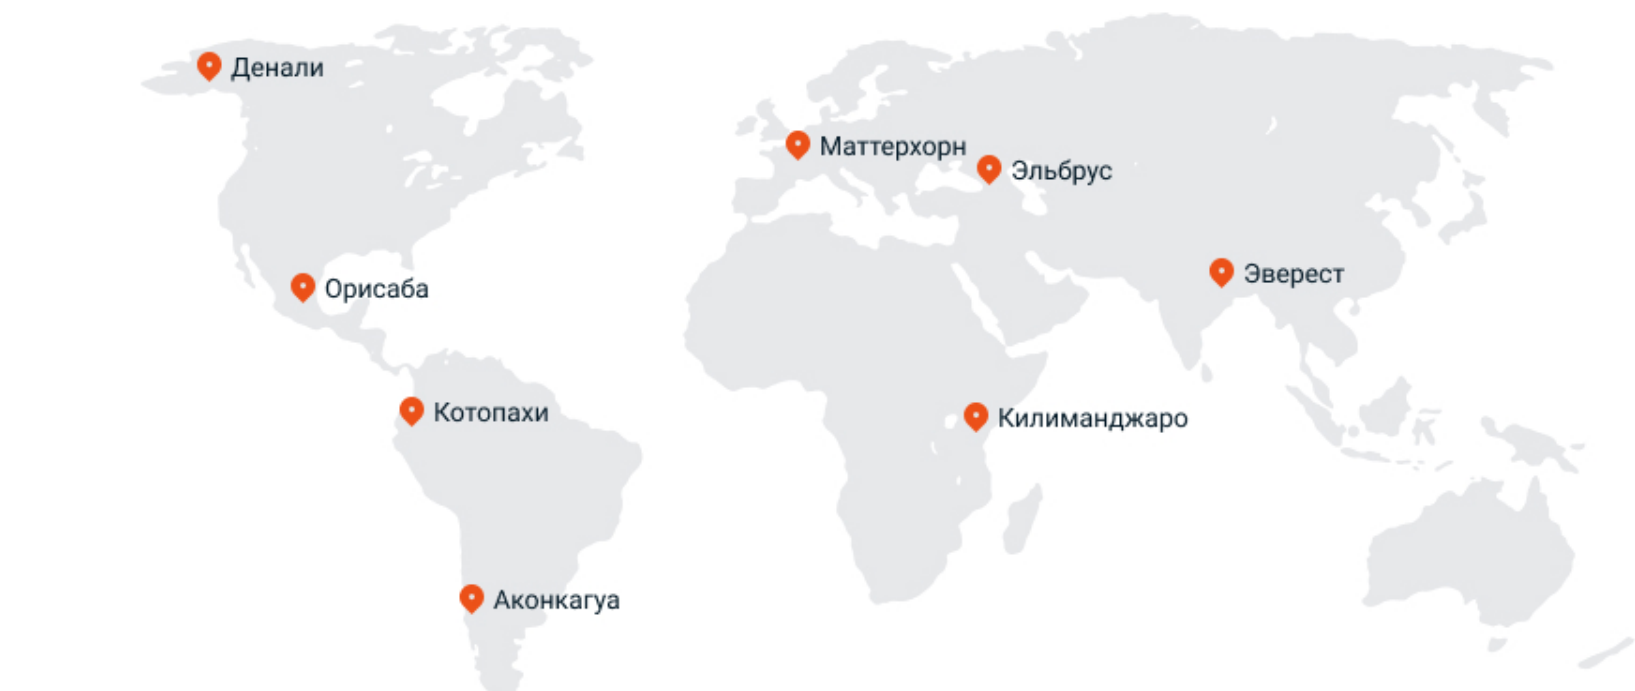 Денали
Маттерхорн
Эльбрус
Эверест
Орисаба
Котопахи
Килиманджаро
Аконкагуа